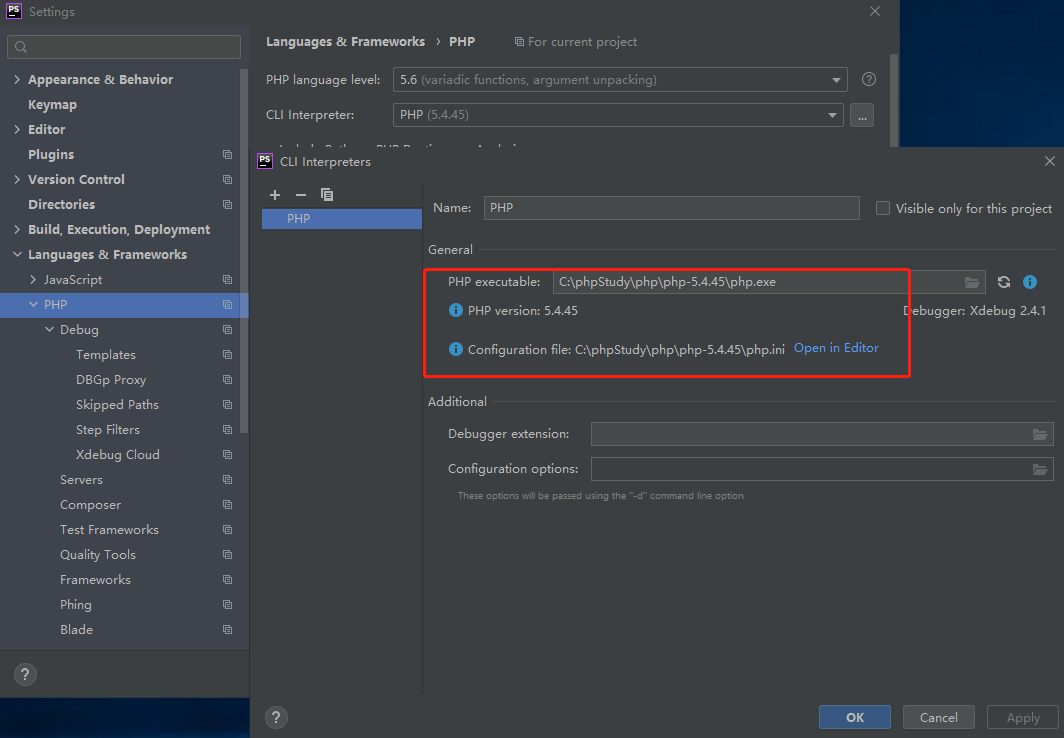 PS Settings
Languages & Frameworks › PHP For current project
PHP language level: 5.6 (variadic functions, argument unpacking)
CLI Interpreter: PHP (5.4.45) ...
Appearance & Behavior
Keymap
Editor
Plugins
Version Control
Directories
Build, Execution, Deployment
Languages & Frameworks
JavaScript
PHP
Debug
Templates
DBGp Proxy
Skipped Paths
Step Filters
Xdebug Cloud
Servers
Composer
Test Frameworks
Quality Tools
Frameworks
Phing
Blade
?
PS CLI Interpreters
PHP
Name: PHP Visible only for this project
General
PHP executable: C:\phpStudy\php\php-5.4.45\php.exe
PHP version: 5.4.45 Debugger: Xdebug 2.4.1
Configuration file: C:\phpStudy\php\php-5.4.45\php.ini Open in Editor
Additional
Debugger extension:
Configuration options:
These options will be passed using the "-d" command line option
? OK Cancel Apply